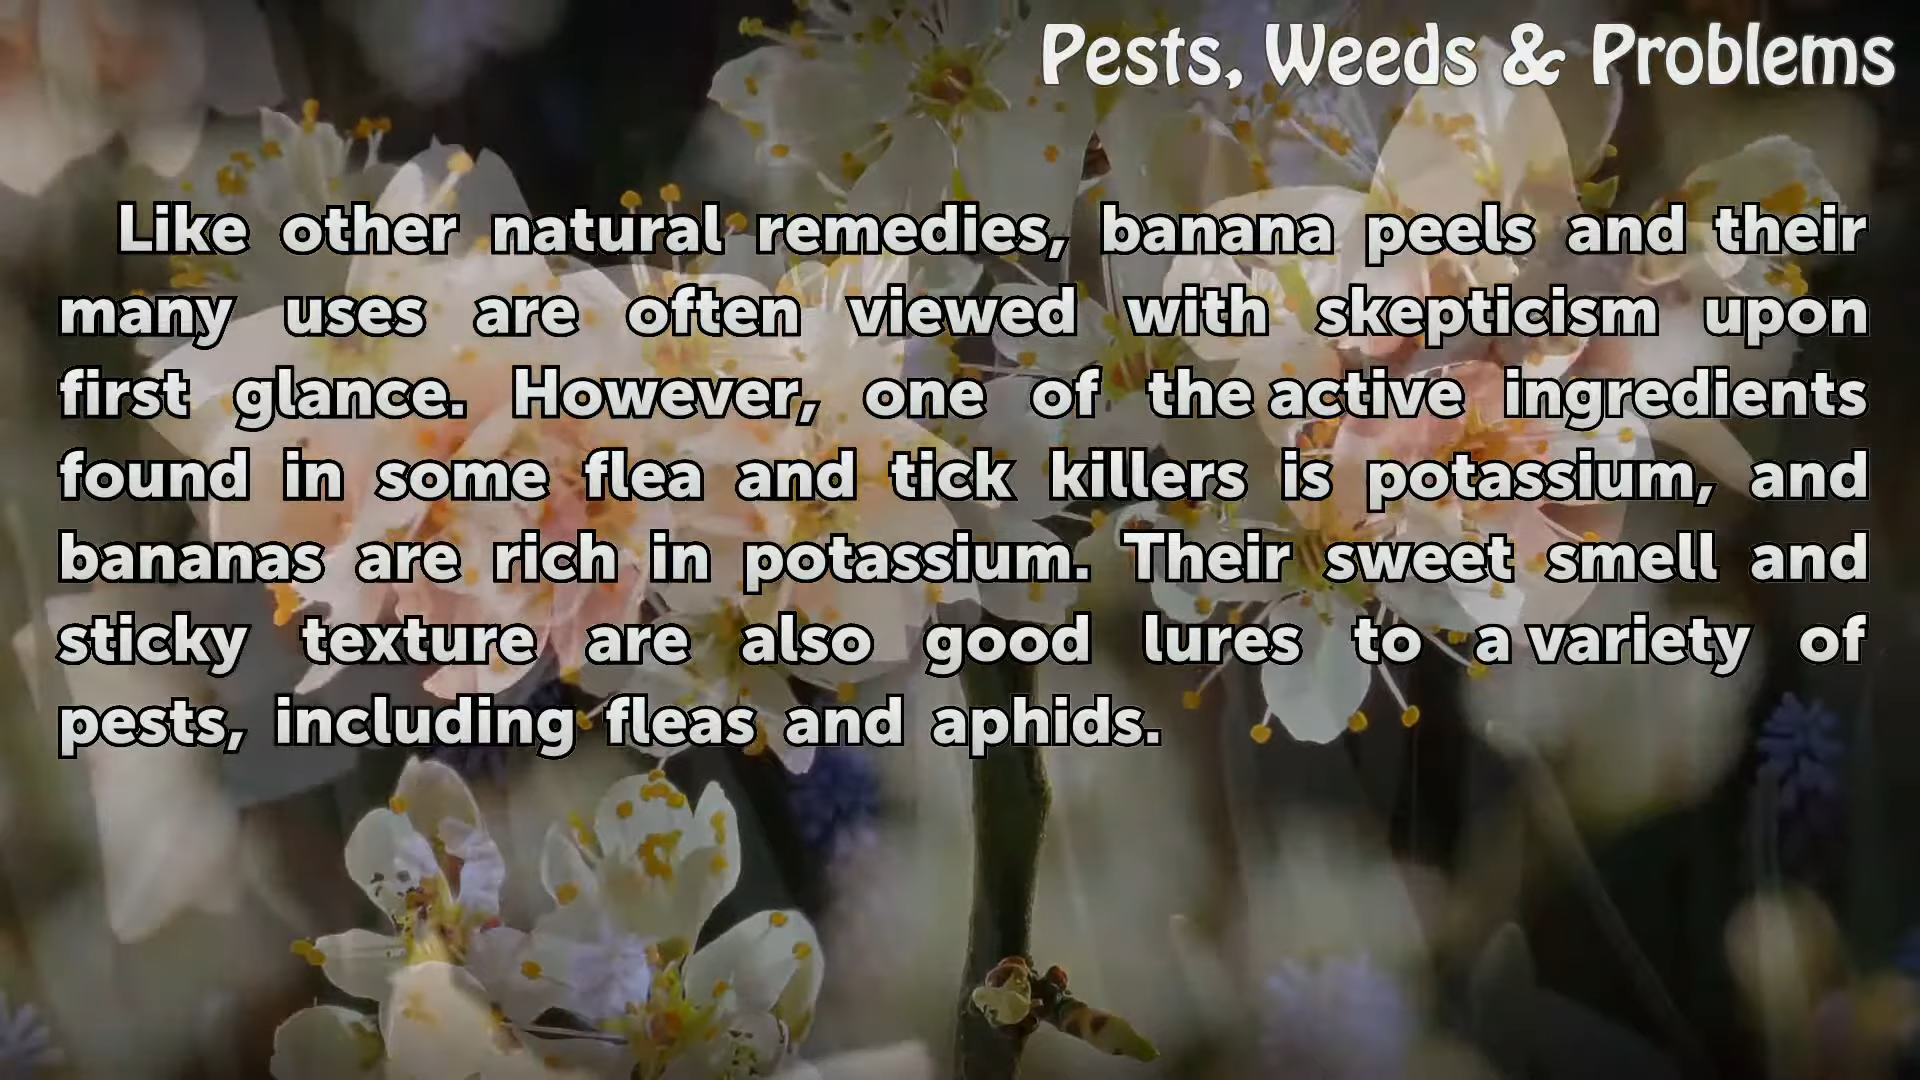 Pests, Weeds & Problems
Like other natural remedies, banana peels and their
many uses are often viewed with skepticism upon
first glance. However, one of the active ingredients
found in some flea and tick killers is potassium, and
bananas are rich in potassium. Their sweet smell and
sticky texture are also good lures to a variety of
pests, including fleas and aphids.